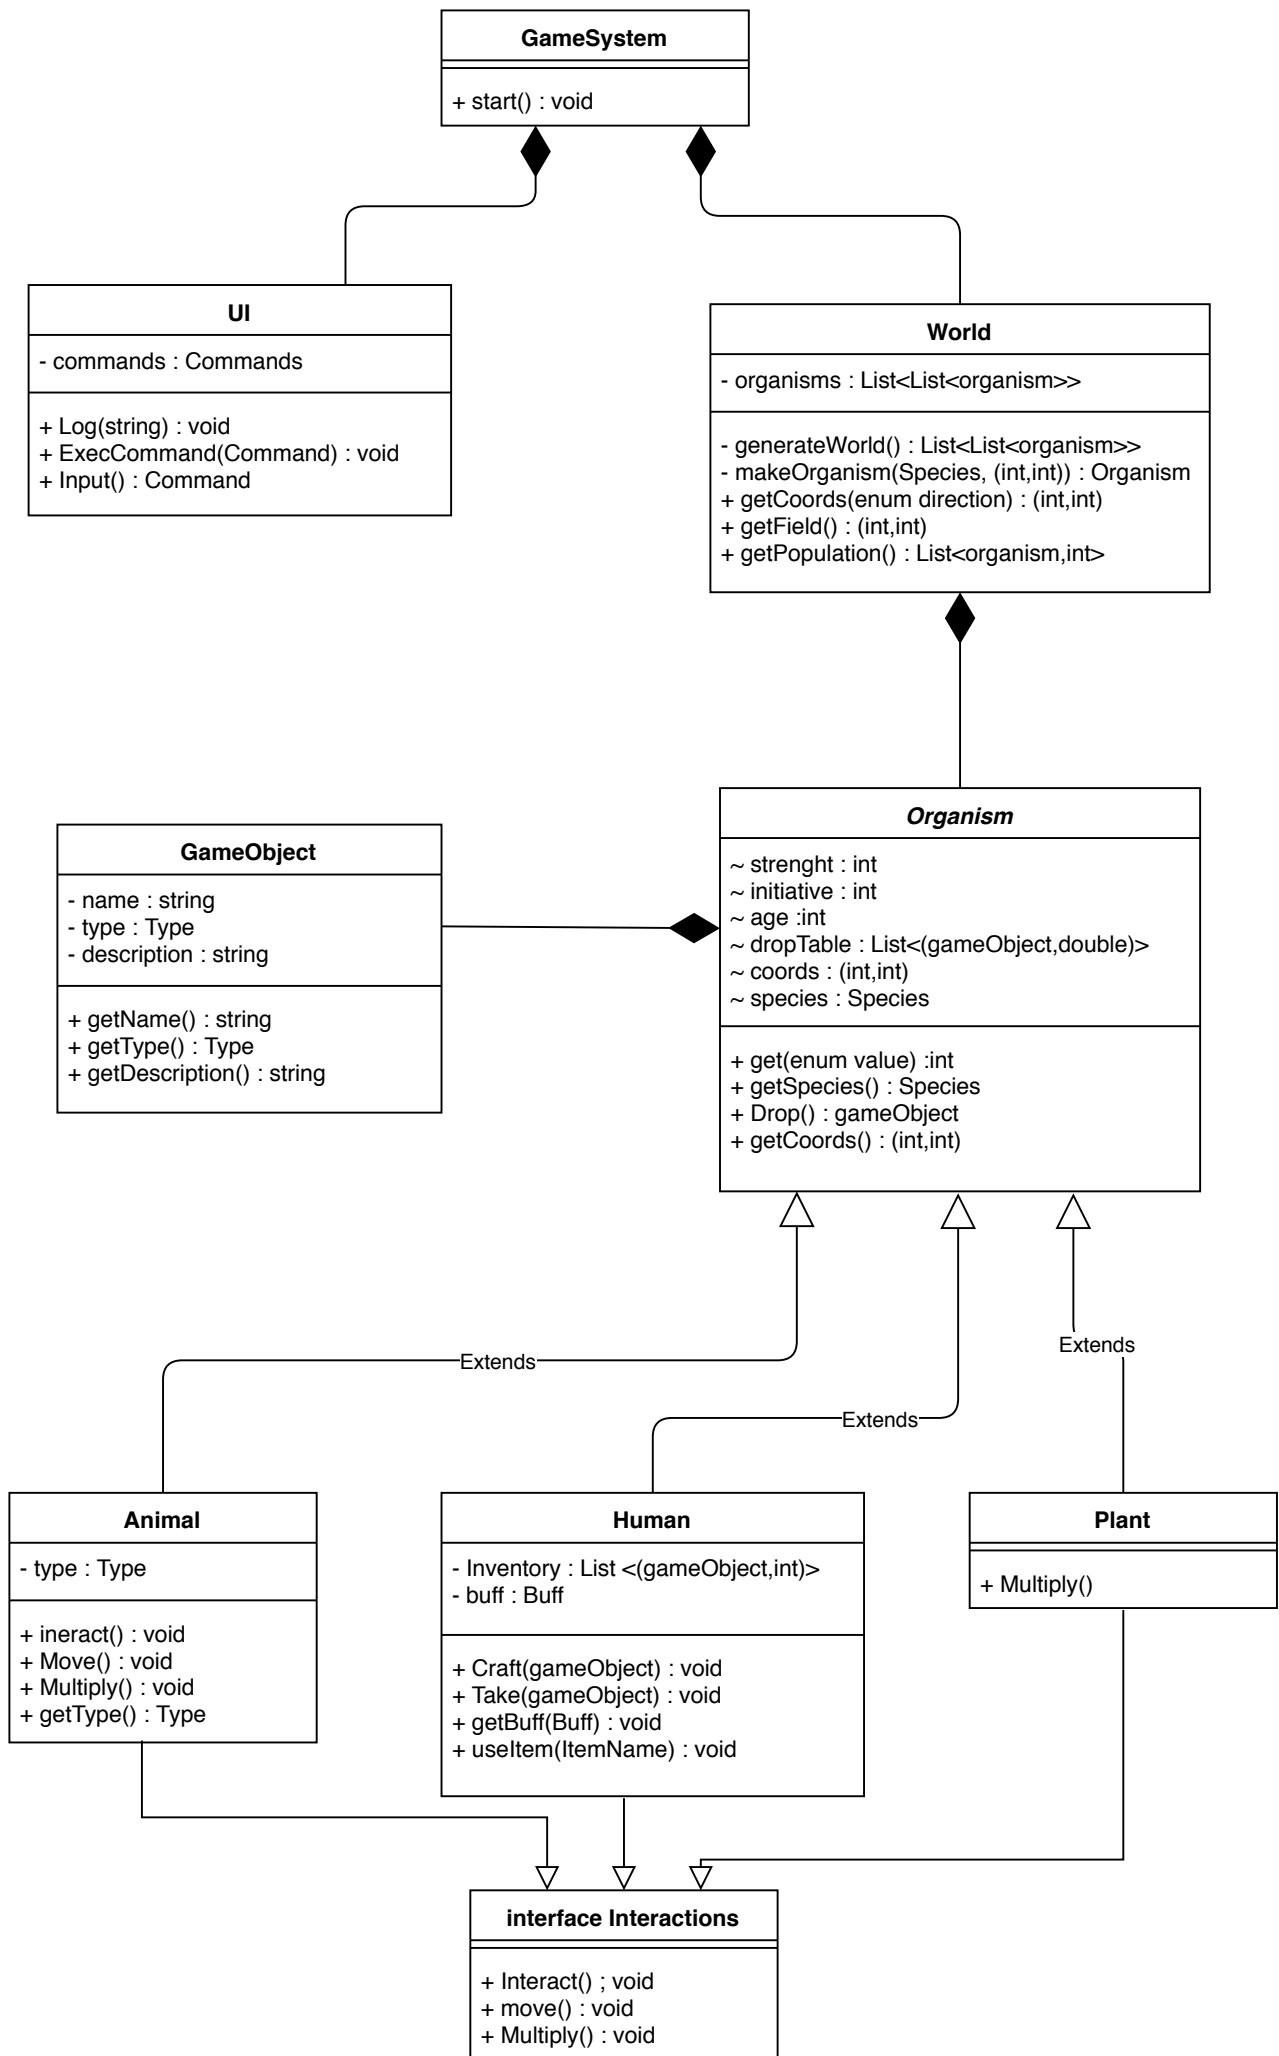 GameSystem
+ start() : void
UI
- commands : Commands
+ Log(string) : void
+ ExecCommand(Command) : void
+ Input() : Command
World
- organisms : List<List<organism>>
- generateWorld() : List<List<organism>>
- makeOrganism(Species, (int,int)) : Organism
+ getCoords(enum direction) : (int,int)
+ getField() : (int,int)
+ getPopulation() : List<organism,int>
GameObject
- name : string
- type : Type
- description : string
+ getName() : string
+ getType() : Type
+ getDescription() : string
Organism
~ strenght : int
~ initiative : int
~ age :int
~ dropTable : List<(gameObject,double)>
~ coords : (int,int)
~ species : Species
+ get(enum value) :int
+ getSpecies() : Species
+ Drop() : gameObject
+ getCoords() : (int,int)
Extends
Extends
Extends
Animal
- type : Type
+ ineract() : void
+ Move() : void
+ Multiply() : void
+ getType() : Type
Human
- Inventory : List <(gameObject,int)>
- buff : Buff
+ Craft(gameObject) : void
+ Take(gameObject) : void
+ getBuff(Buff) : void
+ useItem(ItemName) : void
Plant
+ Multiply()
interface Interactions
+ Interact() ; void
+ move() : void
+ Multiply() : void